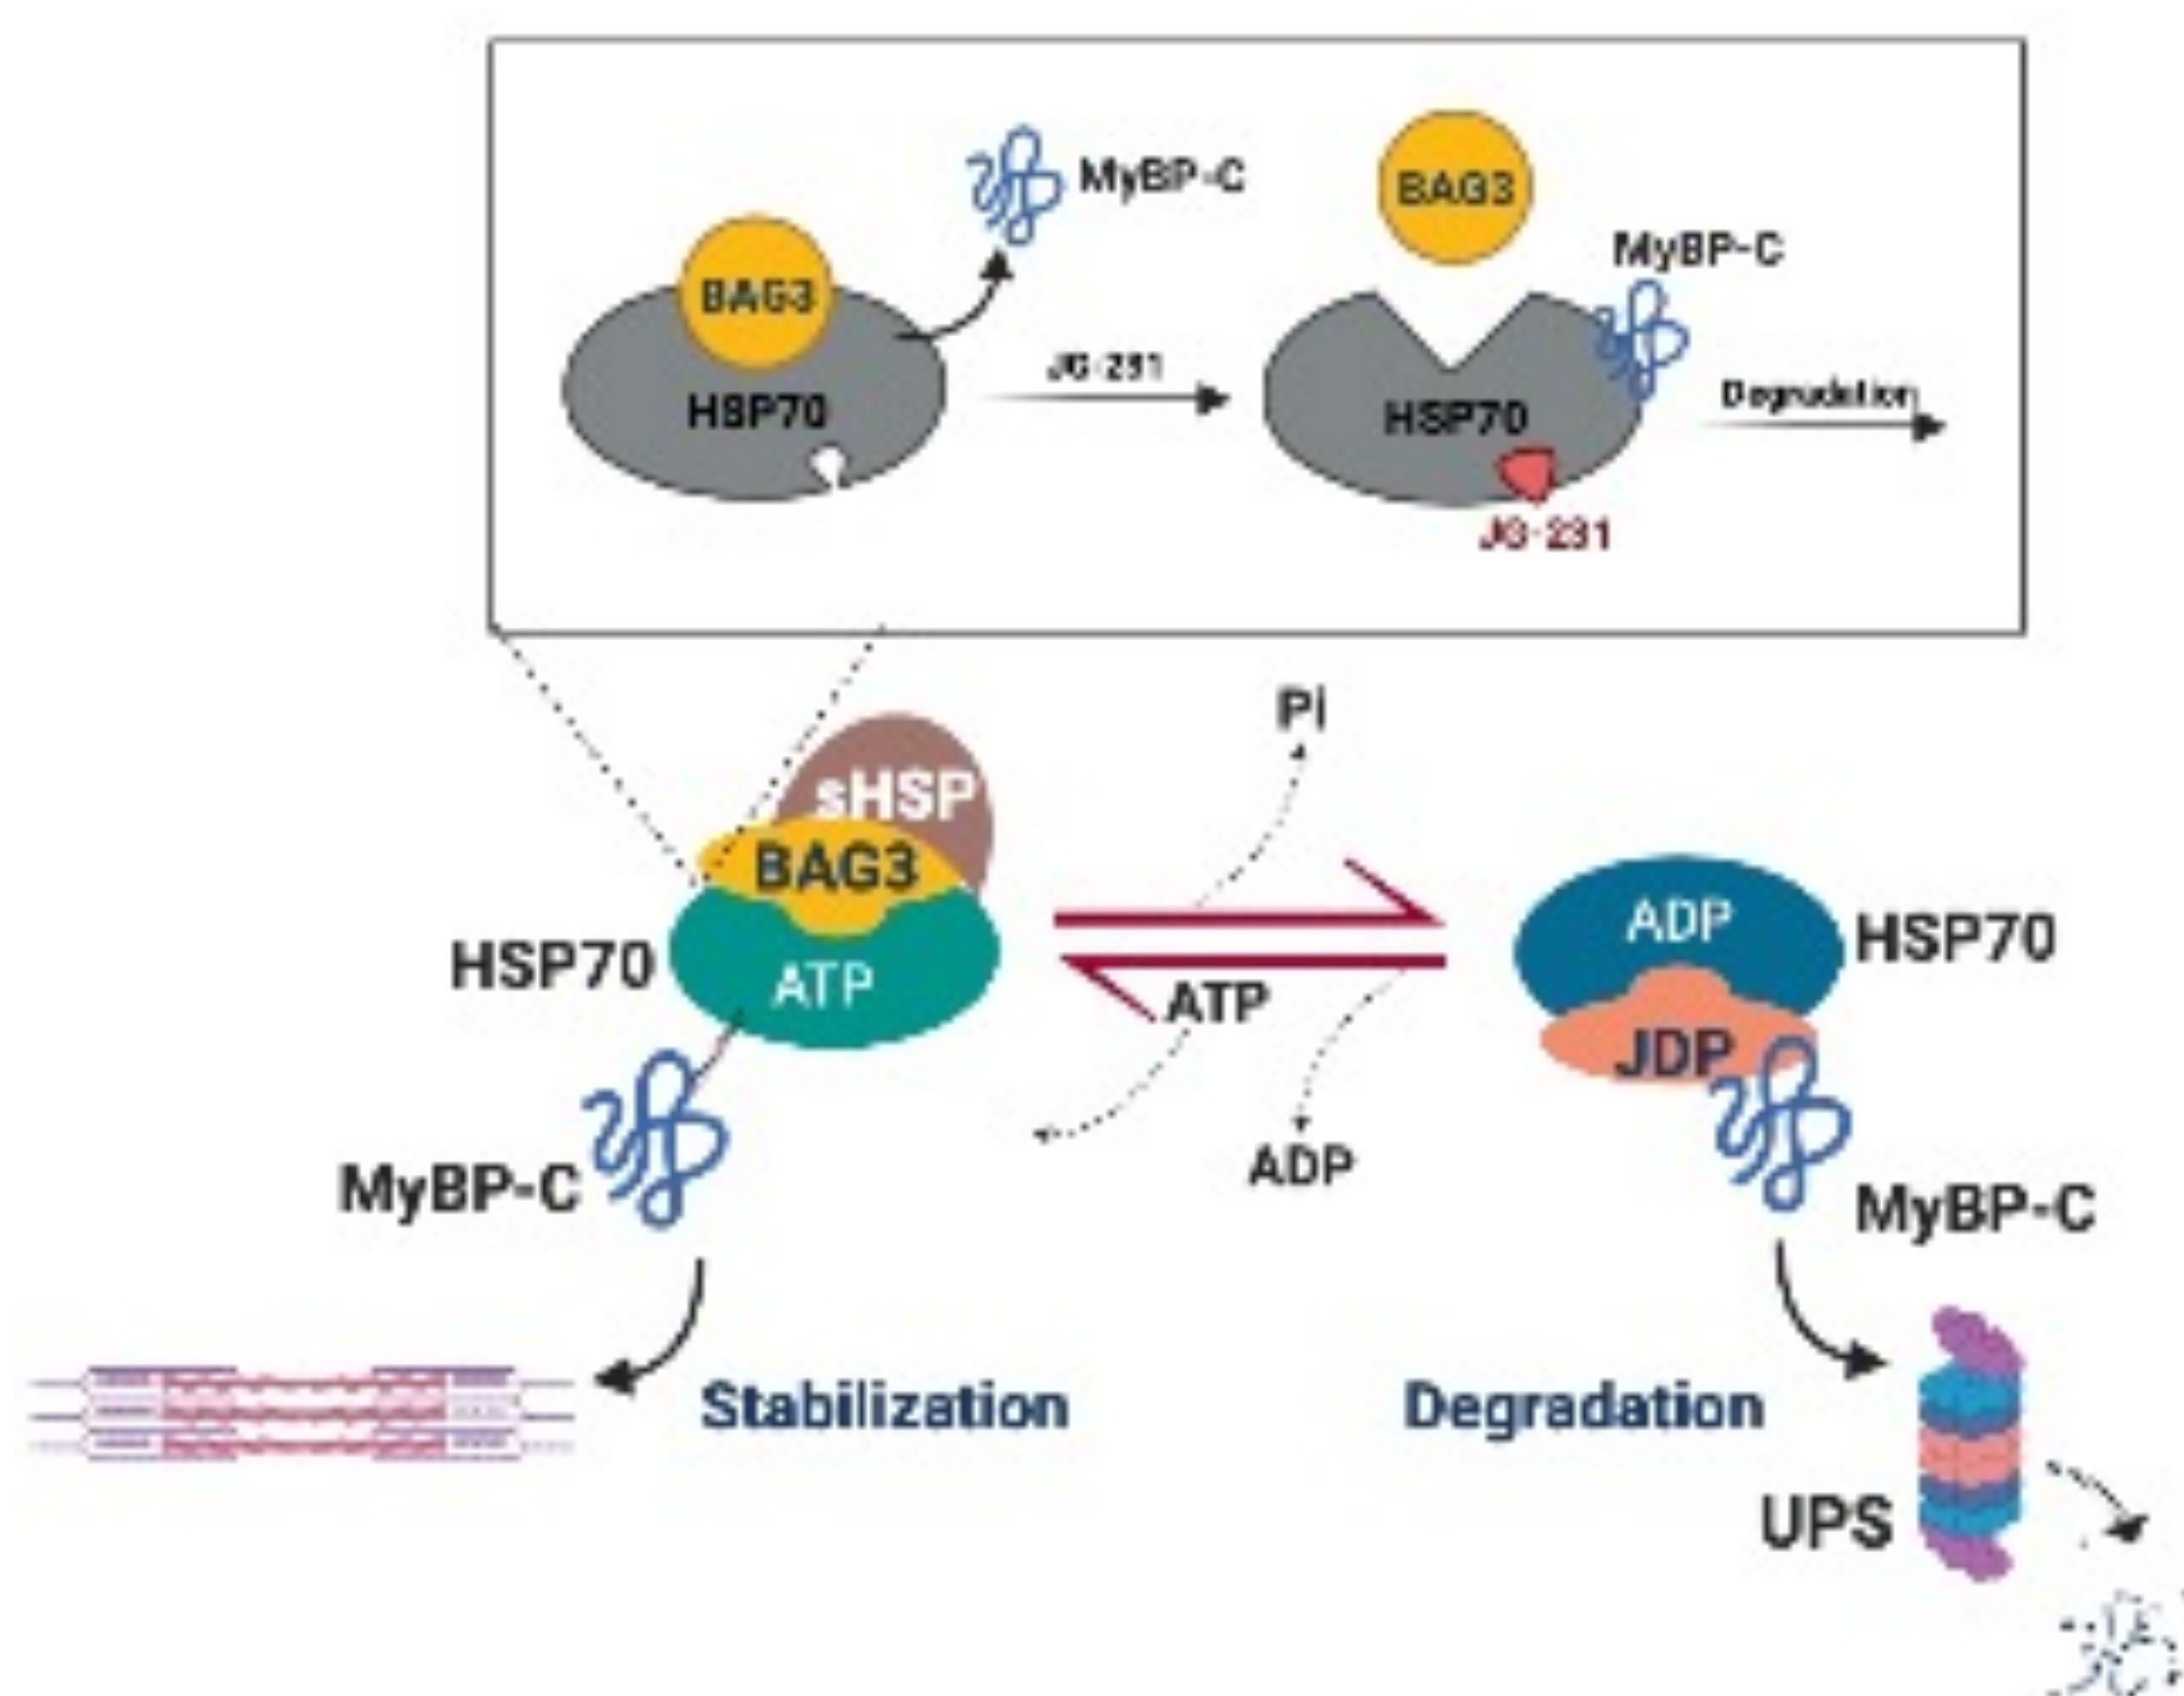 MyBP-C
BAG3
BAG3
MyBP-C
HSP70
JG-231
HSP70
Degradation
JG-231
Pi
sHSP
BAG3
HSP70
ATP
ADP
HSP70
ATP
JDP
MyBP-C
ADP
MyBP-C
Stabilization
Degradation
UPS